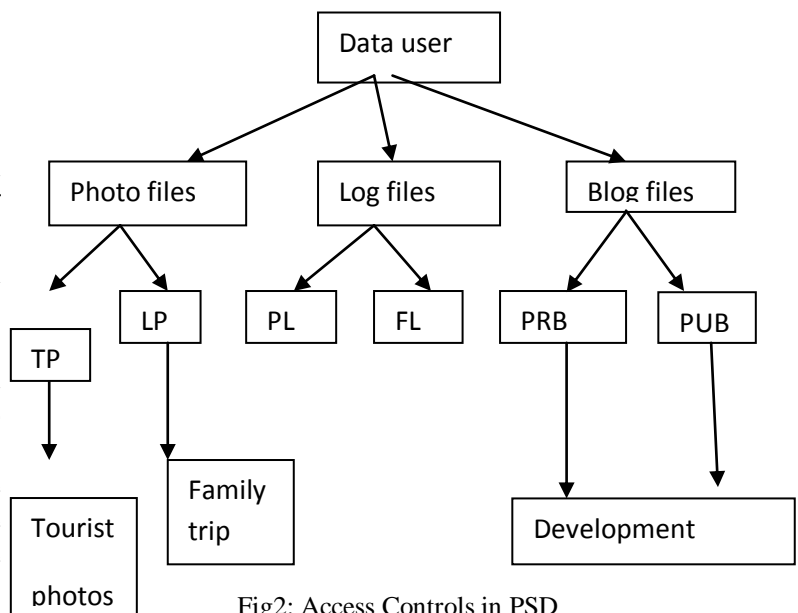 Data user
Photo files
Log files
Blog files
LP
PL
FL
PRB
PUB
TP
Family
trip
Tourist
photos
Development
Fig2: Access Controls in PSD